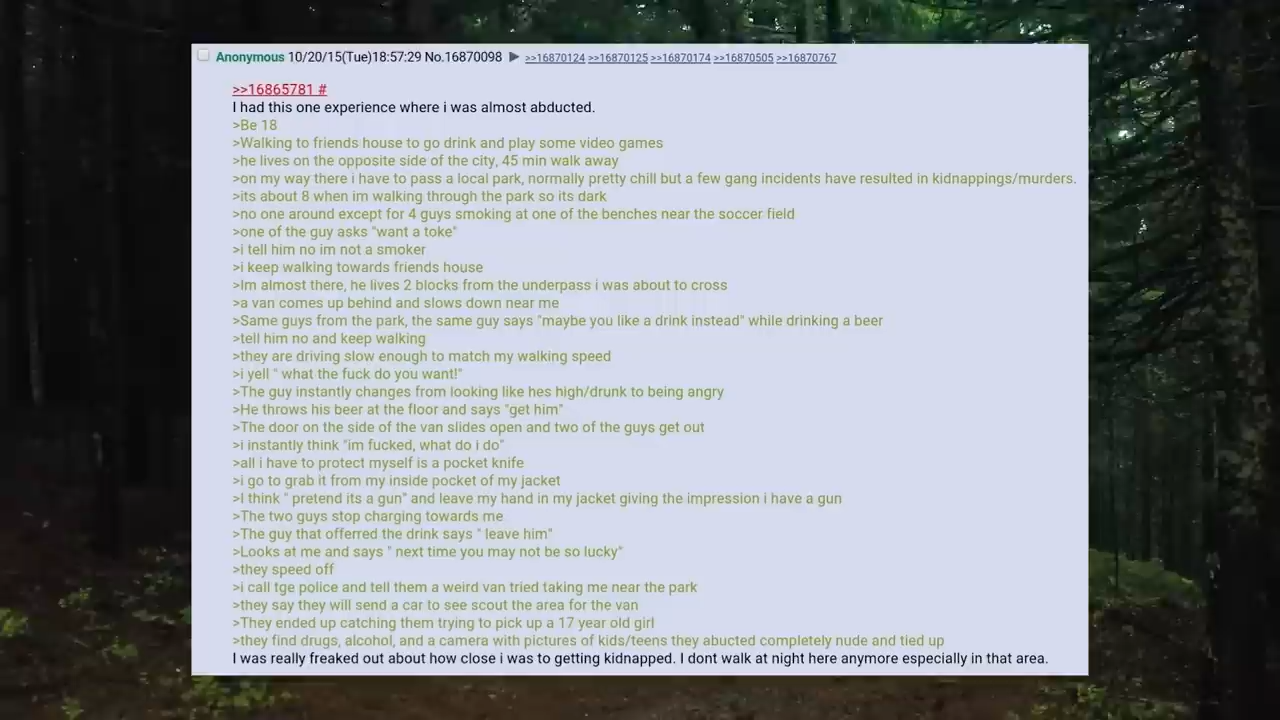 Anonymous 10/20/15(Tue)18:57:29 No.16870098 ▶ >>16870124 >>16870125 >>16870174 >>16870505 >>16870767
>>16865781 #
I had this one experience where i was almost abducted.
>Be 18
>Walking to friends house to go drink and play some video games
>he lives on the opposite side of the city, 45 min walk away
>on my way there i have to pass a local park, normally pretty chill but a few gang incidents have resulted in kidnappings/murders.
>its about 8 when im walking through the park so its dark
>no one around except for 4 guys smoking at one of the benches near the soccer field
>one of the guy asks "want a toke"
>i tell him no im not a smoker
>i keep walking towards friends house
>Im almost there, he lives 2 blocks from the underpass i was about to cross
>a van comes up behind and slows down near me
>Same guys from the park, the same guy says "maybe you like a drink instead" while drinking a beer
>tell him no and keep walking
>they are driving slow enough to match my walking speed
>i yell " what the fuck do you want!"
>The guy instantly changes from looking like hes high/drunk to being angry
>He throws his beer at the floor and says "get him"
>The door on the side of the van slides open and two of the guys get out
>i instantly think "im fucked, what do i do"
>all i have to protect myself is a pocket knife
>i go to grab it from my inside pocket of my jacket
>I think " pretend its a gun" and leave my hand in my jacket giving the impression i have a gun
>The two guys stop charging towards me
>The guy that offerred the drink says " leave him"
>Looks at me and says " next time you may not be so lucky"
>they speed off
>i call tge police and tell them a weird van tried taking me near the park
>they say they will send a car to see scout the area for the van
>They ended up catching them trying to pick up a 17 year old girl
>they find drugs, alcohol, and a camera with pictures of kids/teens they abucted completely nude and tied up
I was really freaked out about how close i was to getting kidnapped. I dont walk at night here anymore especially in that area.